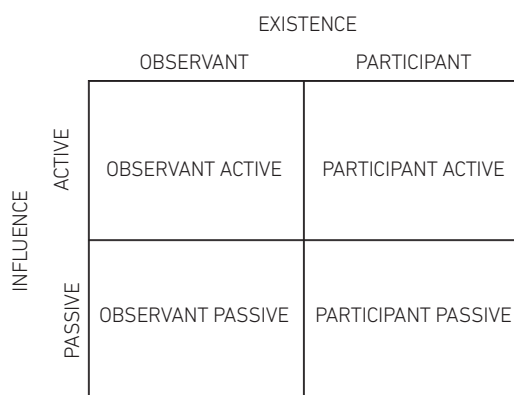 EXISTENCE
OBSERVANT PARTICIPANT
INFLUENCE
ACTIVE
OBSERVANT ACTIVE PARTICIPANT ACTIVE
PASSIVE
OBSERVANT PASSIVE PARTICIPANT PASSIVE